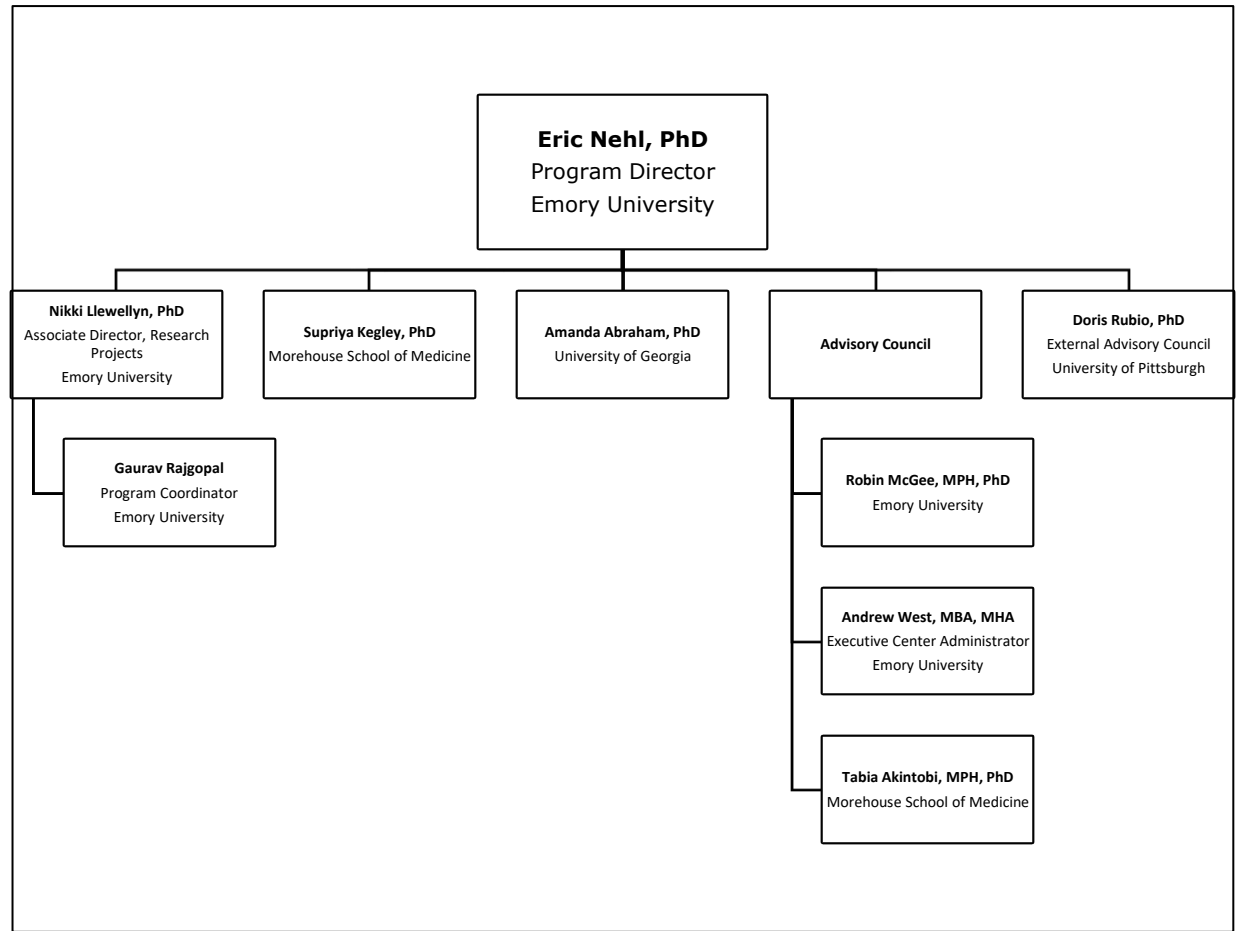 Eric Nehl, PhD
Program Director
Emory University
Nikki Llewellyn, PhD
Associate Director, Research
Projects
Emory University
Supriya Kegley, PhD
Morehouse School of Medicine
Amanda Abraham, PhD
University of Georgia
Advisory Council
Doris Rubio, PhD
External Advisory Council
University of Pittsburgh
Gaurav Rajgopal
Program Coordinator
Emory University
Robin McGee, MPH, PhD
Emory University
Andrew West, MBA, MHA
Executive Center Administrator
Emory University
Tabia Akintobi, MPH, PhD
Morehouse School of Medicine